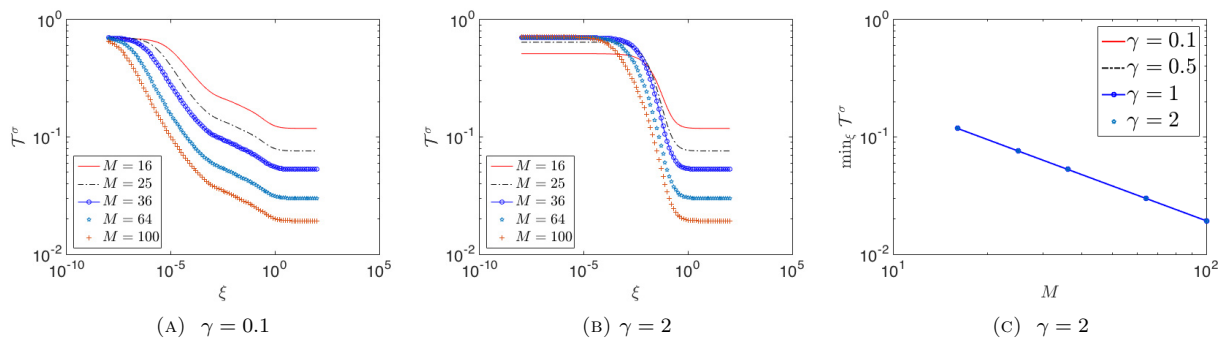 10^0
10^-1
10^-2
10^-10
10^-5
10^0
10^5
𝒯^σ
ξ
M = 16
M = 25
M = 36
M = 64
M = 100
(A) γ = 0.1
10^0
10^-1
10^-2
10^-10
10^-5
10^0
10^5
𝒯^σ
ξ
M = 16
M = 25
M = 36
M = 64
M = 100
(B) γ = 2
10^0
10^-1
10^-2
10^1
10^2
min_ξ 𝒯^σ
M
γ = 0.1
γ = 0.5
γ = 1
γ = 2
(C) γ = 2